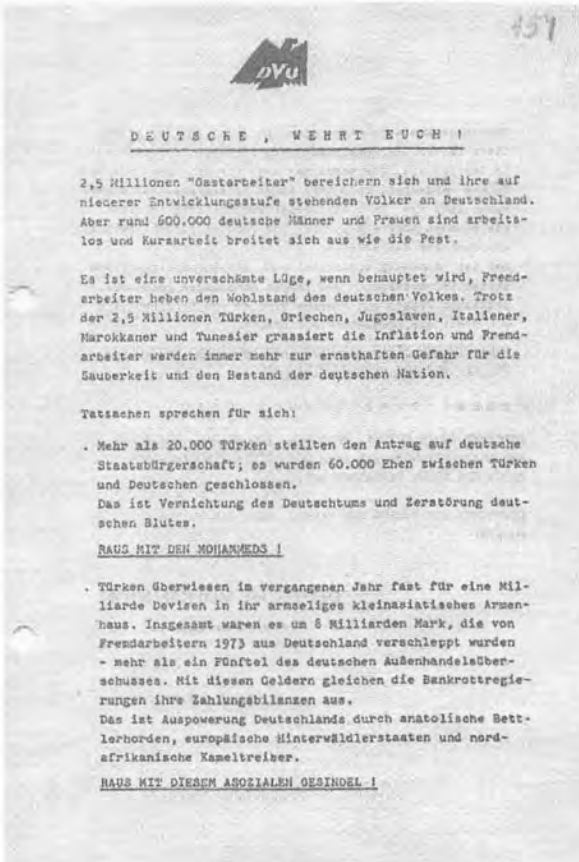 151
DVU
DEUTSCHE , WEHRT EUCH !
2,5 Millionen "Gastarbeiter" bereichern sich und ihre auf
niederer Entwicklungsstufe stehenden Völker an Deutschland.
Aber rund 600.000 deutsche Männer und Frauen sind arbeits-
los und Kurzarbeit breitet sich aus wie die Pest.
Es ist eine unverschämte Lüge, wenn behauptet wird, Fremd-
arbeiter heben den Wohlstand des deutschen Volkes. Trotz
der 2,5 Millionen Türken, Griechen, Jugoslawen, Italiener,
Marokkaner und Tunesier grassiert die Inflation und Fremd-
arbeiter werden immer mehr zur ernsthaften Gefahr für die
Sauberkeit und den Bestand der deutschen Nation.
Tatsachen sprechen für sich:
. Mehr als 20.000 Türken stellten den Antrag auf deutsche
Staatsbürgerschaft; es wurden 60.000 Ehen zwischen Türken
und Deutschen geschlossen.
Das ist Vernichtung des Deutschtums und Zerstörung deut-
schen Blutes.
RAUS MIT DEN MOHAMMEDS !
. Türken überwiesen im vergangenen Jahr fast für eine Mil-
liarde Devisen in ihr armseliges kleinasiatisches Armen-
haus. Insgesamt waren es um 8 Milliarden Mark, die von
Fremdarbeitern 1973 aus Deutschland verschleppt wurden
- mehr als ein Fünftel des deutschen Außenhandelsüber-
schusses. Mit diesen Geldern gleichen die Bankrottregie-
rungen ihre Zahlungsbilanzen aus.
Das ist Auspowerung Deutschlands durch anatolische Bett-
lerhorden, europäische Hinterwäldlerstaaten und nord-
afrikanische Kameltreiber.
RAUS MIT DIESEM ASOZIALEN GESINDEL !